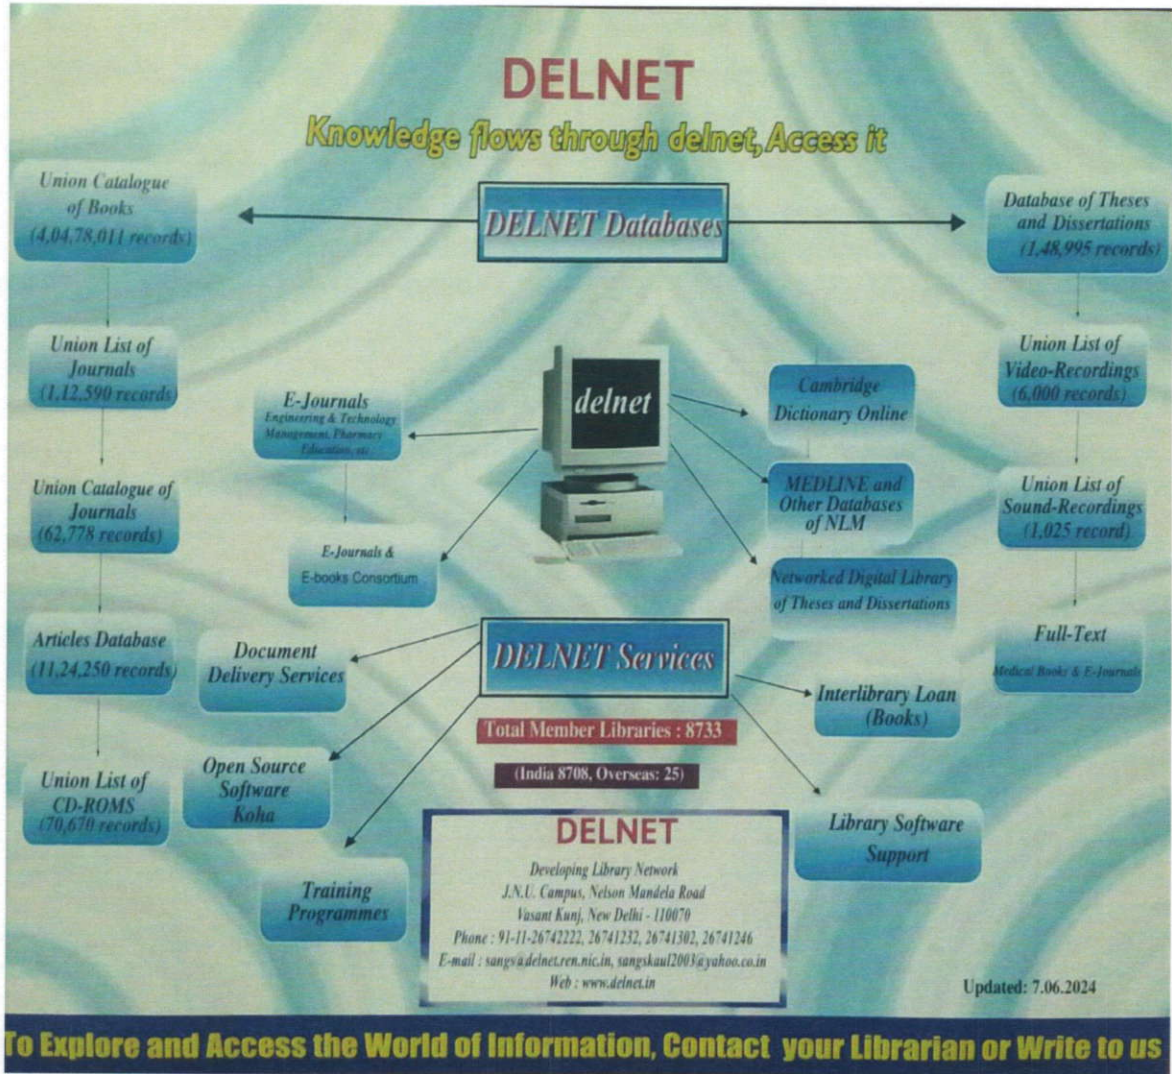 DELNET
Knowledge flows through delnet, Access it
DELNET Databases
Union Catalogue
of Books
(4,04,78,011 records)
Union List of
Journals
(1,12,590 records
Union Catalogue of
Journals
(62,778 records)
Articles Database
(11,24,250 records)
Union List of
CD-ROMS
(70,670 records)
Database of Theses
and Dissertations
(1,48,995 records)
Union List of
Video-Recordings
(6,000 records)
Union List of
Sound-Recordings
(1,025 record)
Full-Text
Medical Books & E-Journals
delnet
E-Journals
Engineering & Technology
Management, Pharmacy
Education, etc
E-Journals &
E-books Consortium
Cambridge
Dictionary Online
MEDLINE and
Other Databases
of NLM
Networked Digital Library
of Theses and Dissertations
DELNET Services
Document
Delivery Services
Open Source
Software
Koha
Training
Programmes
Interlibrary Loan
(Books)
Library Software
Support
Total Member Libraries : 8733
(India 8708, Overseas: 25)
DELNET
Developing Library Network
J.N.U. Campus, Nelson Mandela Road
Vasant Kunj, New Delhi - 110070
Phone : 91-11-26742222, 26741232, 26741302, 26741246
E-mail : sangs@delnet.ren.nic.in, sangskaul2003@yahoo.co.in
Web : www.delnet.in
Updated: 7.06.2024
To Explore and Access the World of Information, Contact your Librarian or Write to us